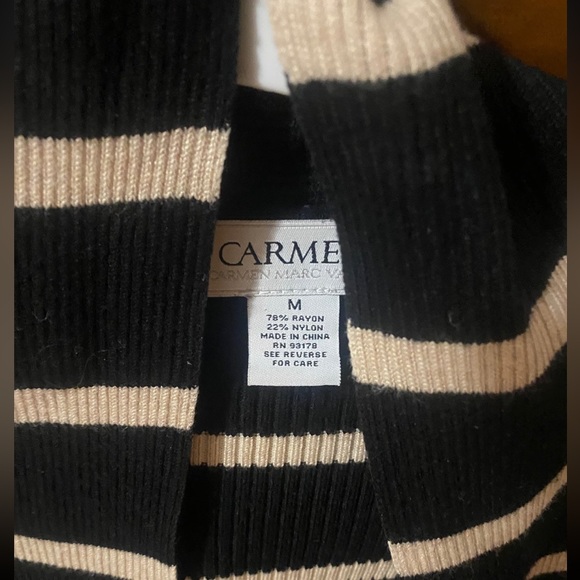 CARME
CARMEN MARC VA
M
78% RAYON
22% NYLON
MADE IN CHINA
RN 93178
SEE REVERSE
FOR CARE